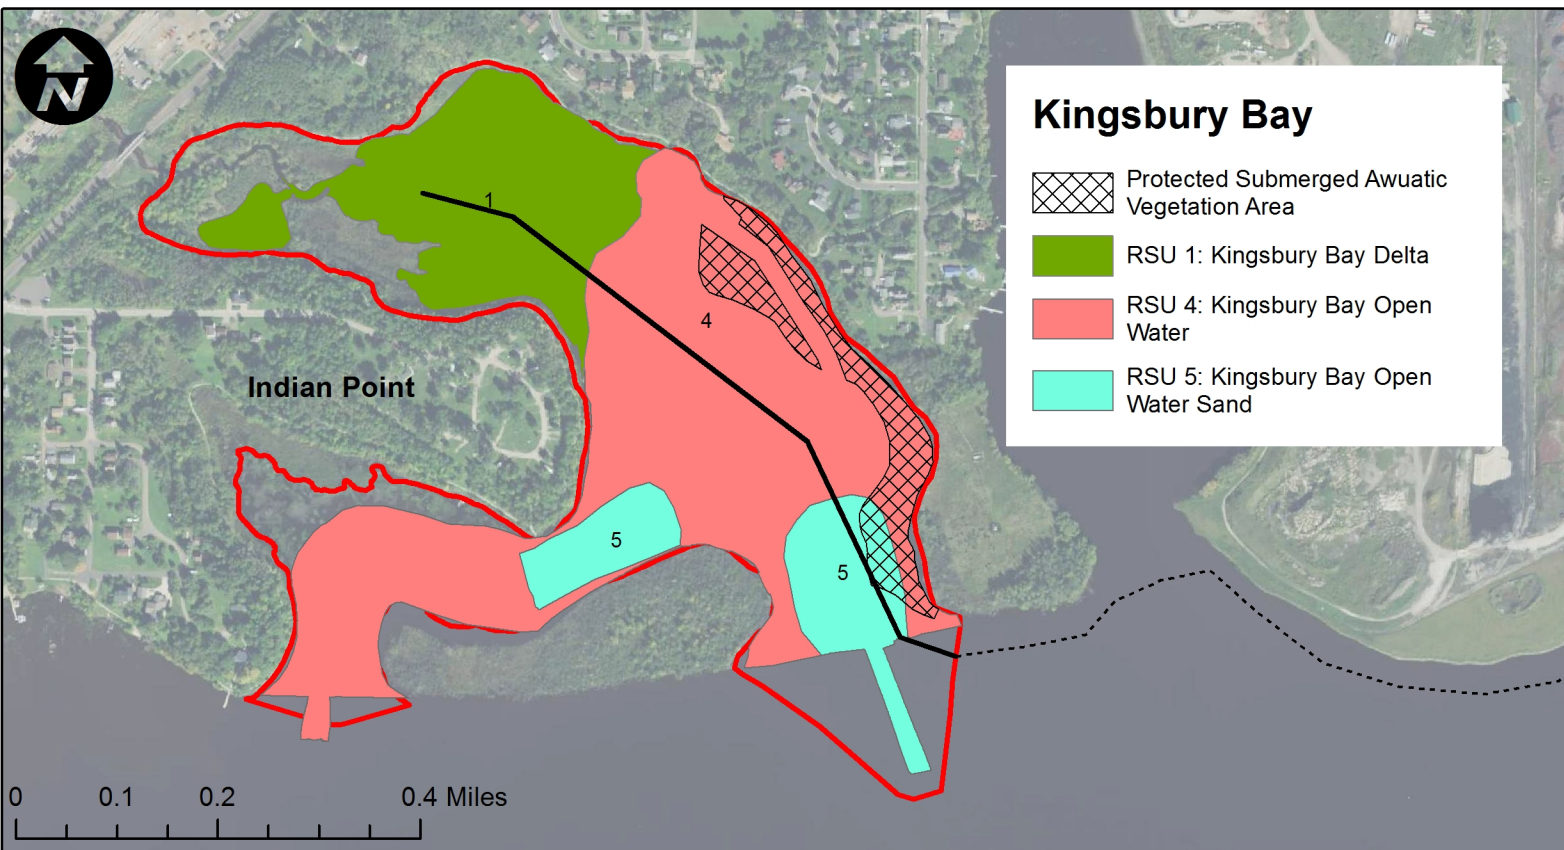 N
Kingsbury Bay
Protected Submerged Awuatic
Vegetation Area
RSU 1: Kingsbury Bay Delta
RSU 4: Kingsbury Bay Open
Water
RSU 5: Kingsbury Bay Open
Water Sand
1
4
Indian Point
5
5
0 0.1 0.2 0.4 Miles